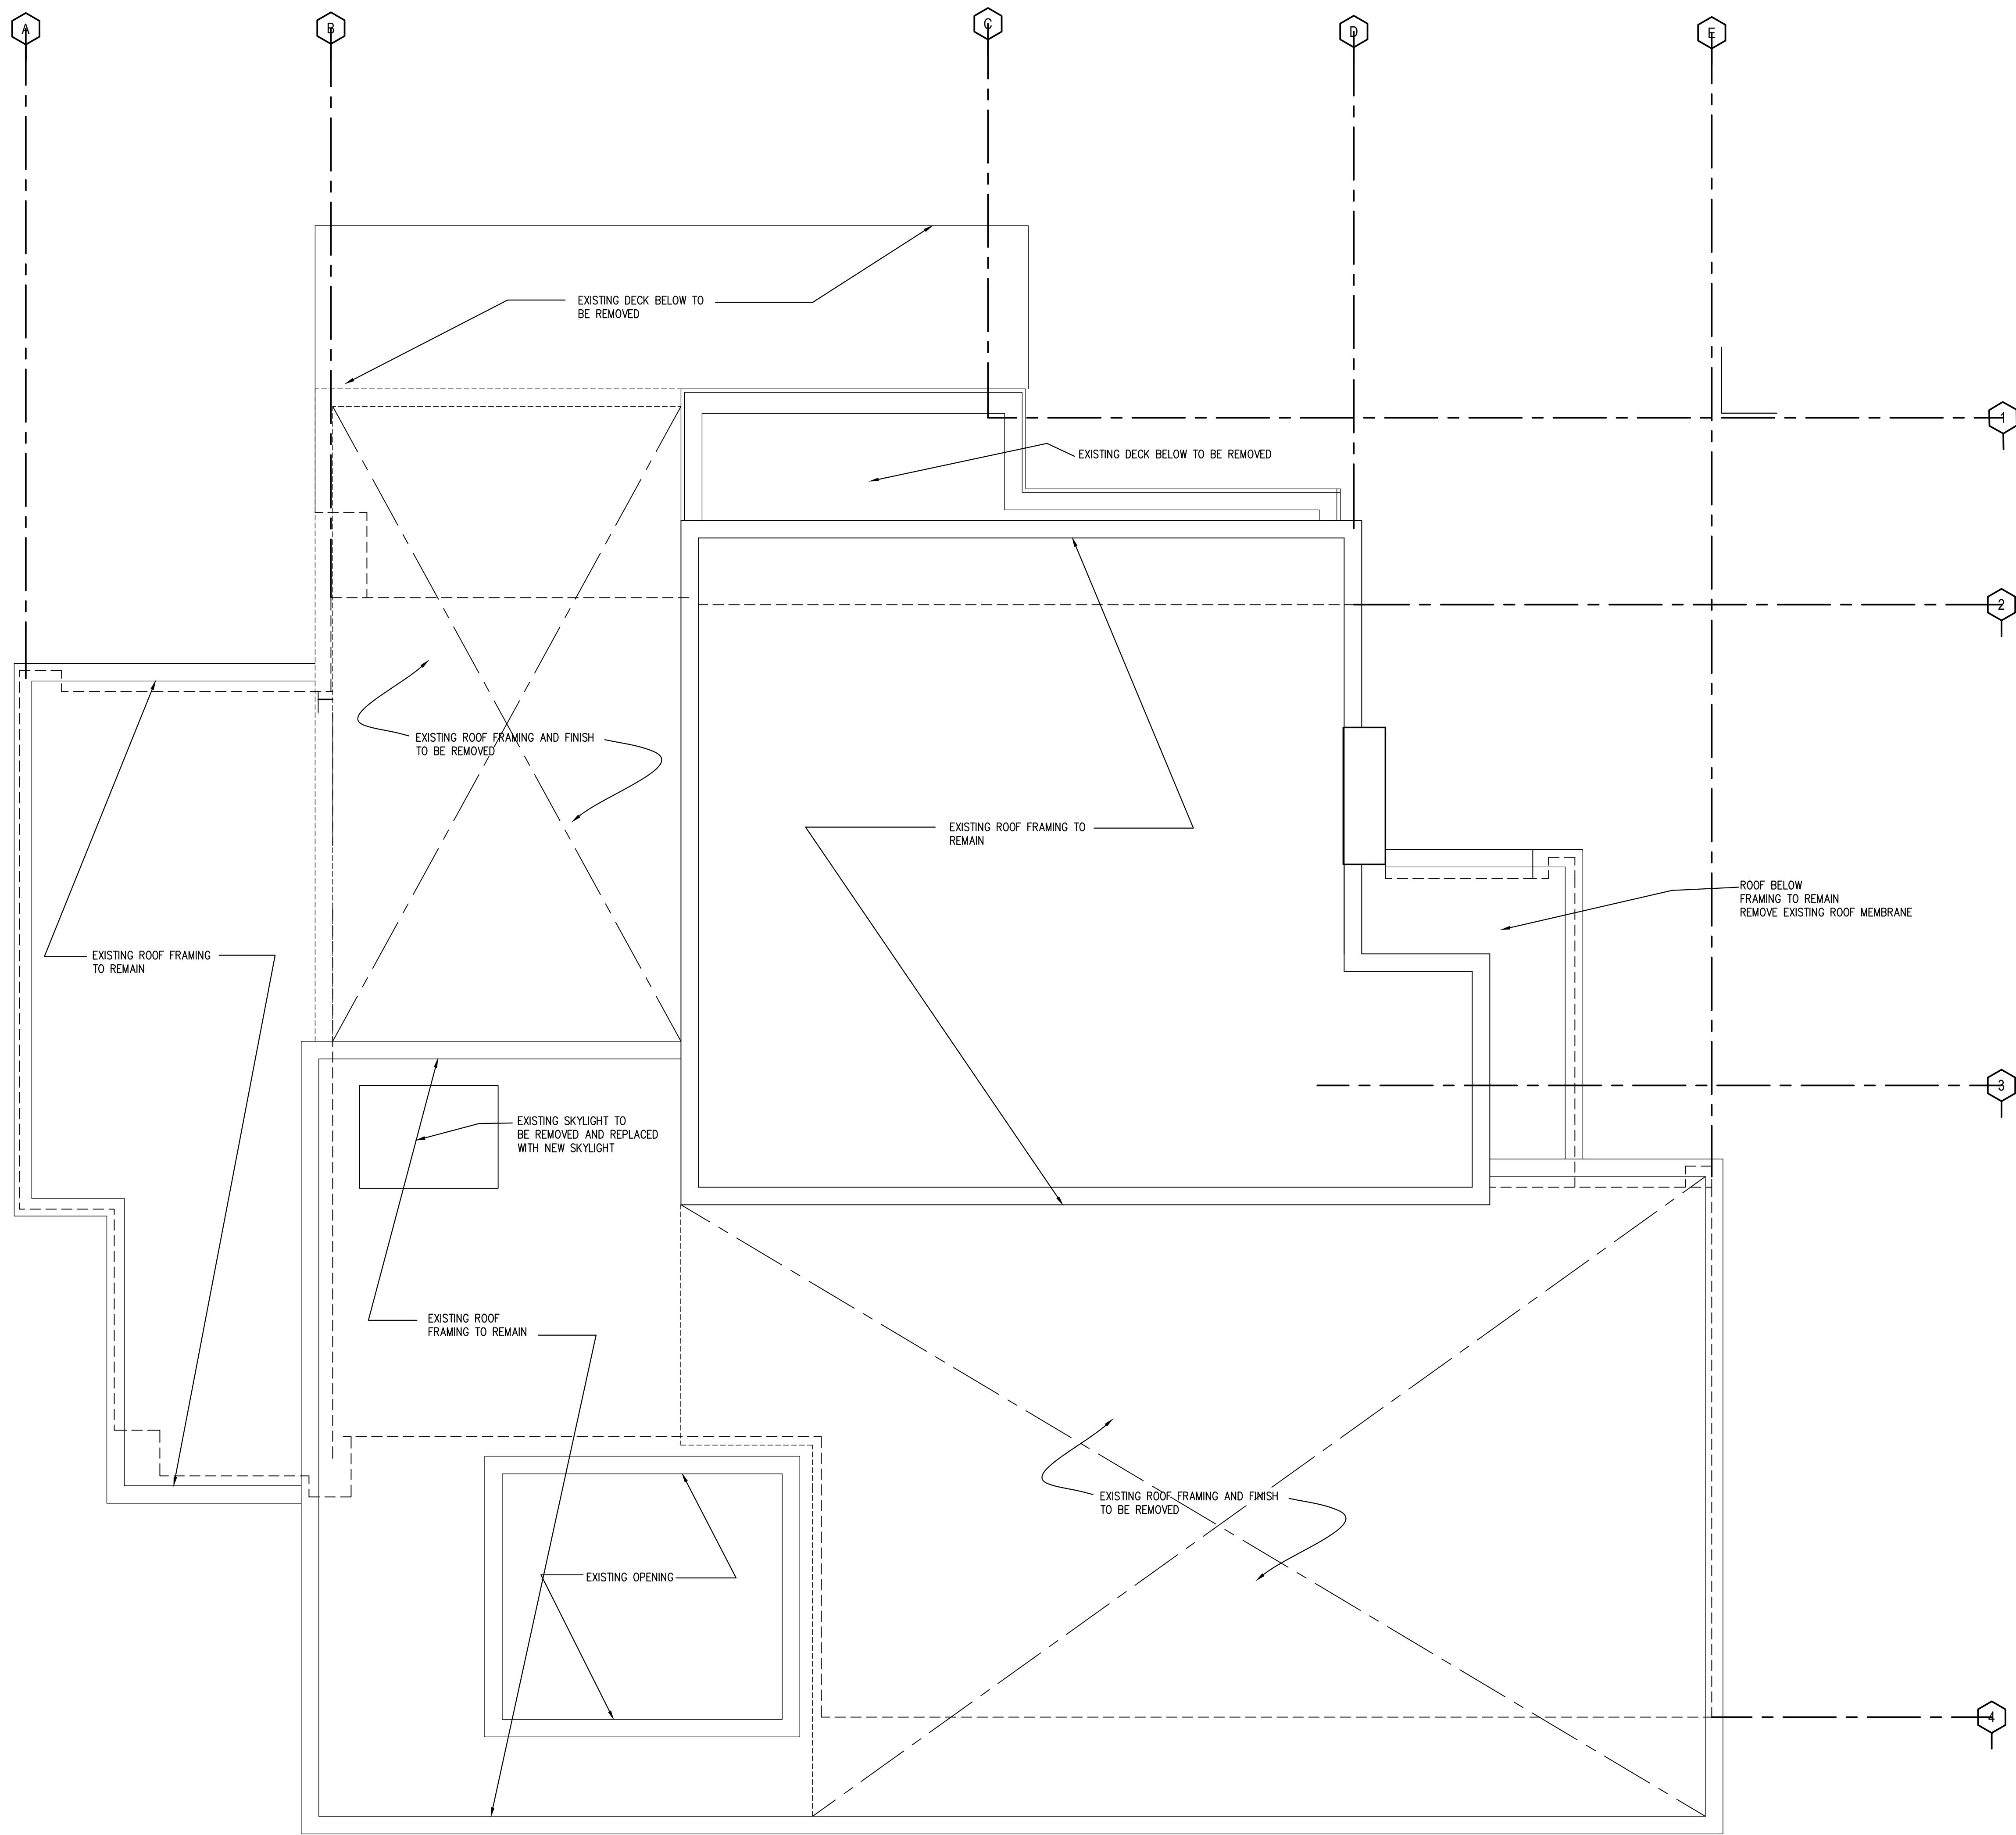 A
B
C
D
E
EXISTING DECK BELOW TO
BE REMOVED
1
EXISTING DECK BELOW TO BE REMOVED
2
EXISTING ROOF FRAMING AND FINISH
TO BE REMOVED
EXISTING ROOF FRAMING TO
REMAIN
ROOF BELOW
FRAMING TO REMAIN
REMOVE EXISTING ROOF MEMBRANE
EXISTING ROOF FRAMING
TO REMAIN
3
EXISTING SKYLIGHT TO
BE REMOVED AND REPLACED
WITH NEW SKYLIGHT
EXISTING ROOF
FRAMING TO REMAIN
EXISTING ROOF FRAMING AND FINISH
TO BE REMOVED
EXISTING OPENING
4